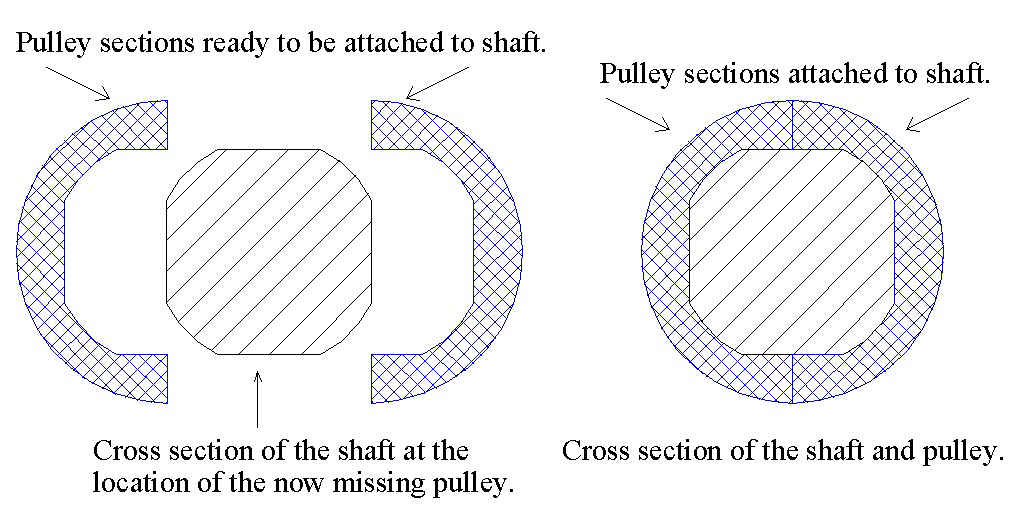 Pulley sections ready to be attached to shaft.
Pulley sections attached to shaft.
Cross section of the shaft at the
location of the now missing pulley.
Cross section of the shaft and pulley.